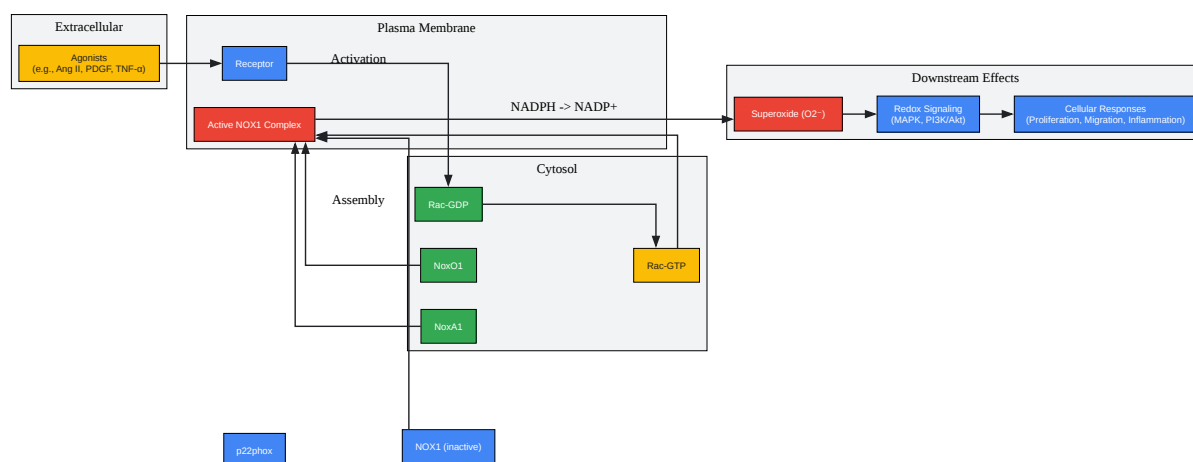 Extracellular
Agonists
(e.g., Ang II, PDGF, TNF-α)
Plasma Membrane
Receptor
Activation
Active NOX1 Complex
NADPH -> NADP+
Downstream Effects
Superoxide (O2⁻)
Redox Signaling
(MAPK, PI3K/Akt)
Cellular Responses
(Proliferation, Migration, Inflammation)
Cytosol
Assembly
Rac-GDP
NoxO1
Rac-GTP
NoxA1
p22phox
NOX1 (inactive)